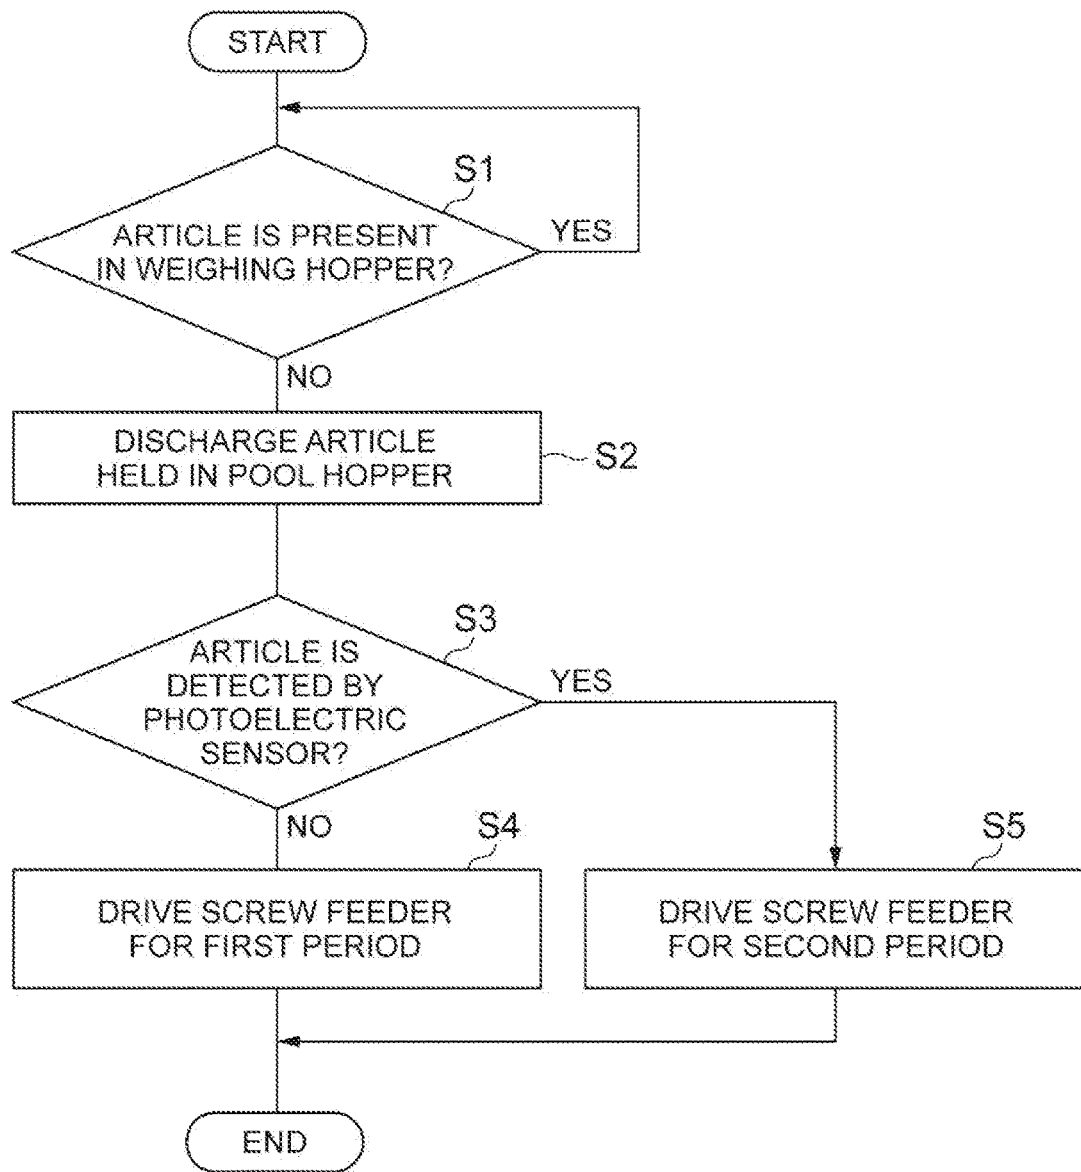 START
S1
ARTICLE IS PRESENT
IN WEIGHING HOPPER?
YES
NO
DISCHARGE ARTICLE
HELD IN POOL HOPPER
S2
S3
ARTICLE IS
DETECTED BY
PHOTOELECTRIC
SENSOR?
YES
NO
S4
DRIVE SCREW FEEDER
FOR FIRST PERIOD
S5
DRIVE SCREW FEEDER
FOR SECOND PERIOD
END